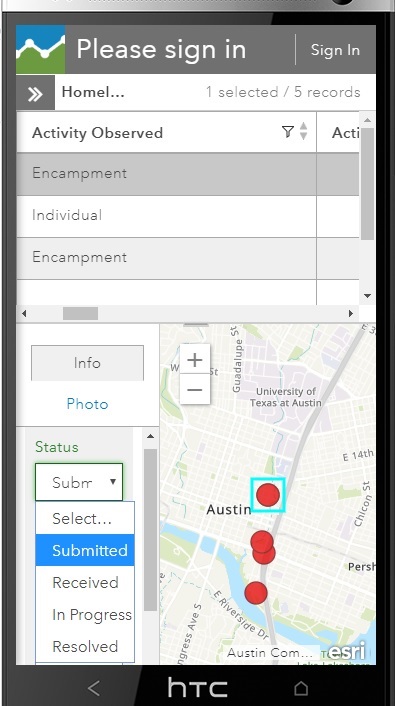 Please sign in
Sign In
Homel...
1 selected / 5 records
Activity Observed
Acti
Encampment
Individual
Encampment
Info
Photo
Status
Subm
Select...
Submitted
Received
In Progress
Resolved
+
−
Guadalupe St
W
University of
Texas at Austin
E 14th
Chicon St
Austin
Persh
E Riverside Dr
ngress Ave S
Austin Com...
esri
hTC